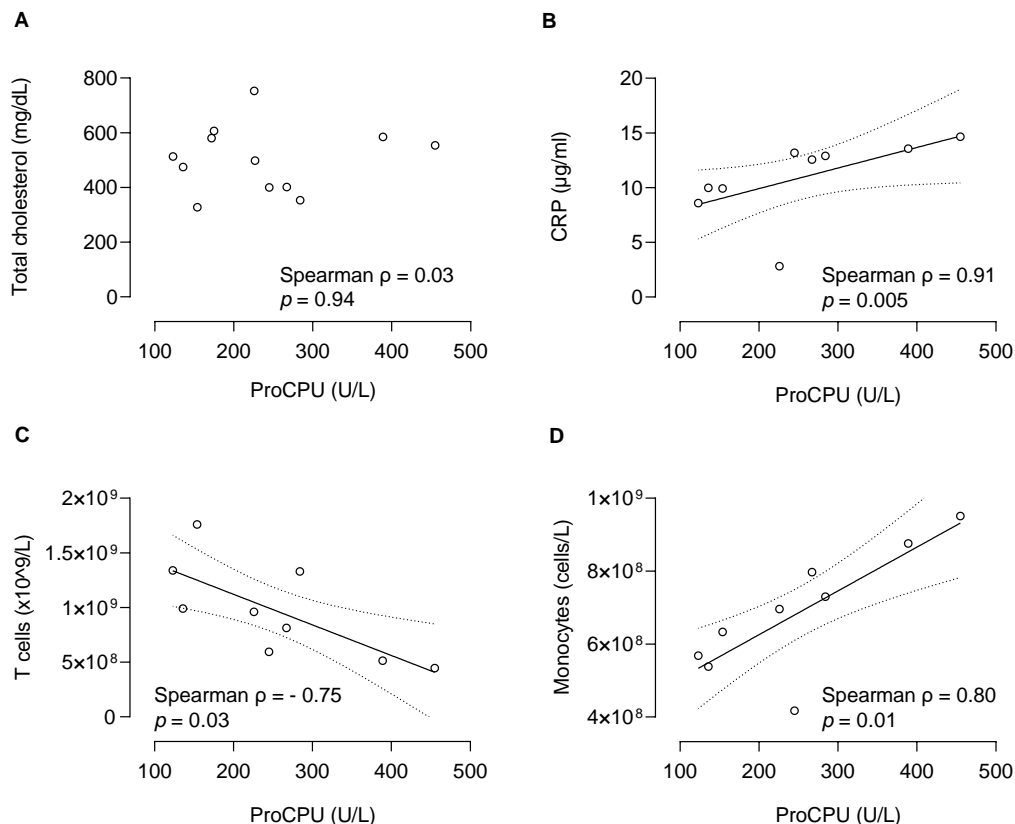 A
Total cholesterol (mg/dL)
800
600
400
200
0
Spearman ρ = 0.03
p = 0.94
100 200 300 400 500
ProCPU (U/L)
B
CRP (µg/ml)
20
15
10
5
0
Spearman ρ = 0.91
p = 0.005
100 200 300 400 500
ProCPU (U/L)
C
T cells (x10^9/L)
2×10⁹
1.5×10⁹
1×10⁹
5×10⁸
0
Spearman ρ = - 0.75
p = 0.03
100 200 300 400 500
ProCPU (U/L)
D
Monocytes (cells/L)
1×10⁹
8×10⁸
6×10⁸
4×10⁸
Spearman ρ = 0.80
p = 0.01
100 200 300 400 500
ProCPU (U/L)